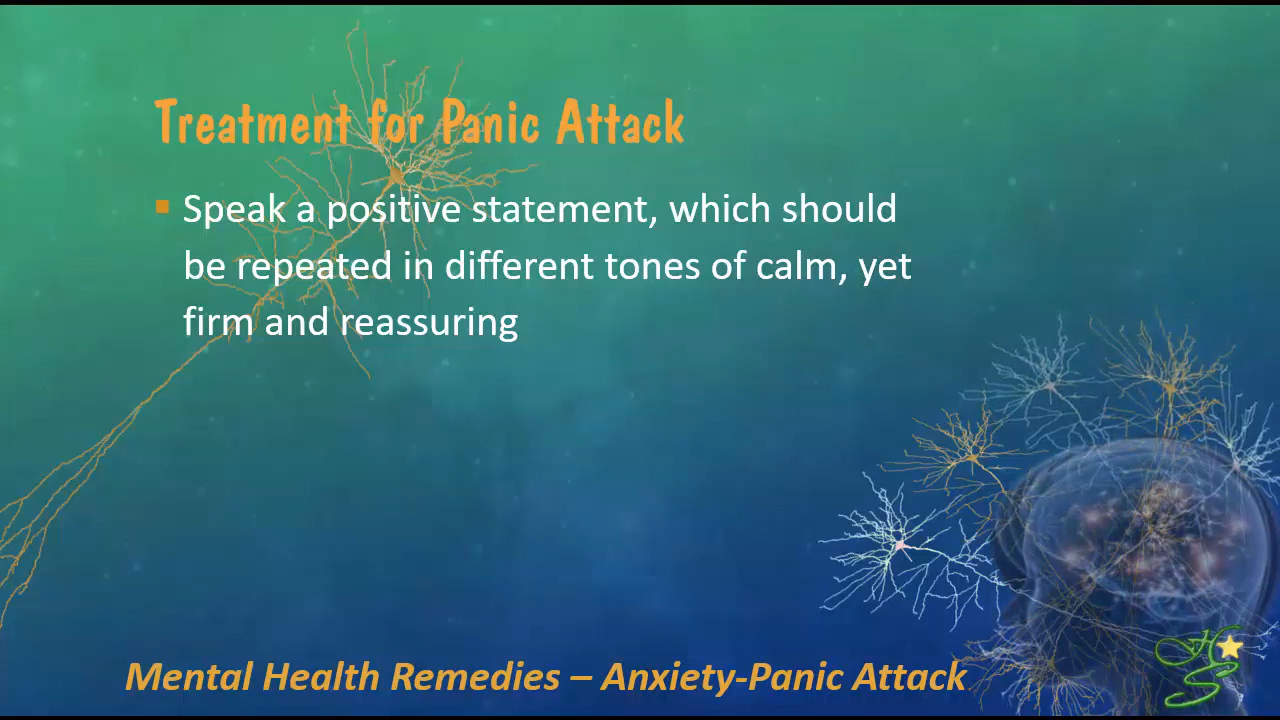 Treatment for Panic Attack
Speak a positive statement, which should
be repeated in different tones of calm, yet
firm and reassuring
Mental Health Remedies – Anxiety-Panic Attack